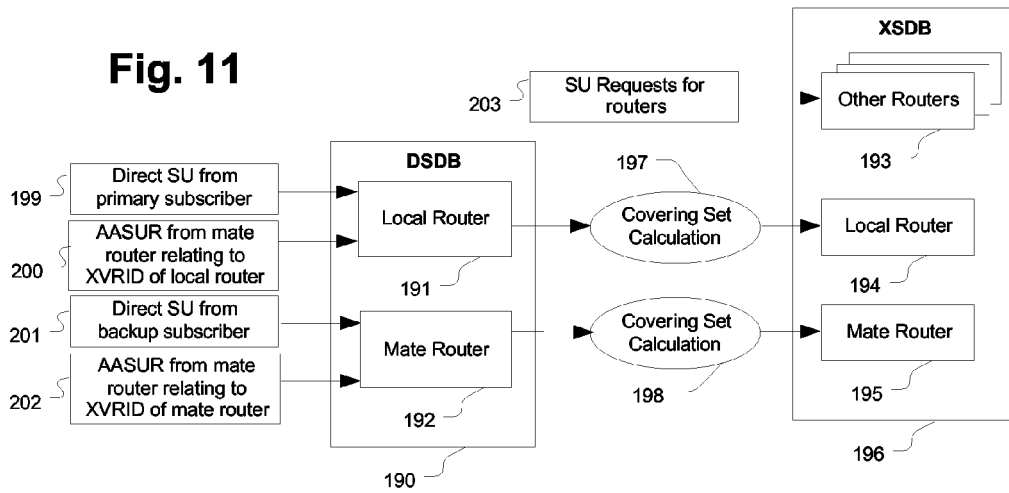 Fig. 11
XSDB
SU Requests for
routers
203
Other Routers
193
DSDB
197
199
Direct SU from
primary subscriber
Local Router
191
Covering Set
Calculation
Local Router
194
200
AASUR from mate
router relating to
XVRID of local router
201
Direct SU from
backup subscriber
Mate Router
192
Covering Set
Calculation
198
Mate Router
195
202
AASUR from mate
router relating to
XVRID of mate router
190
196